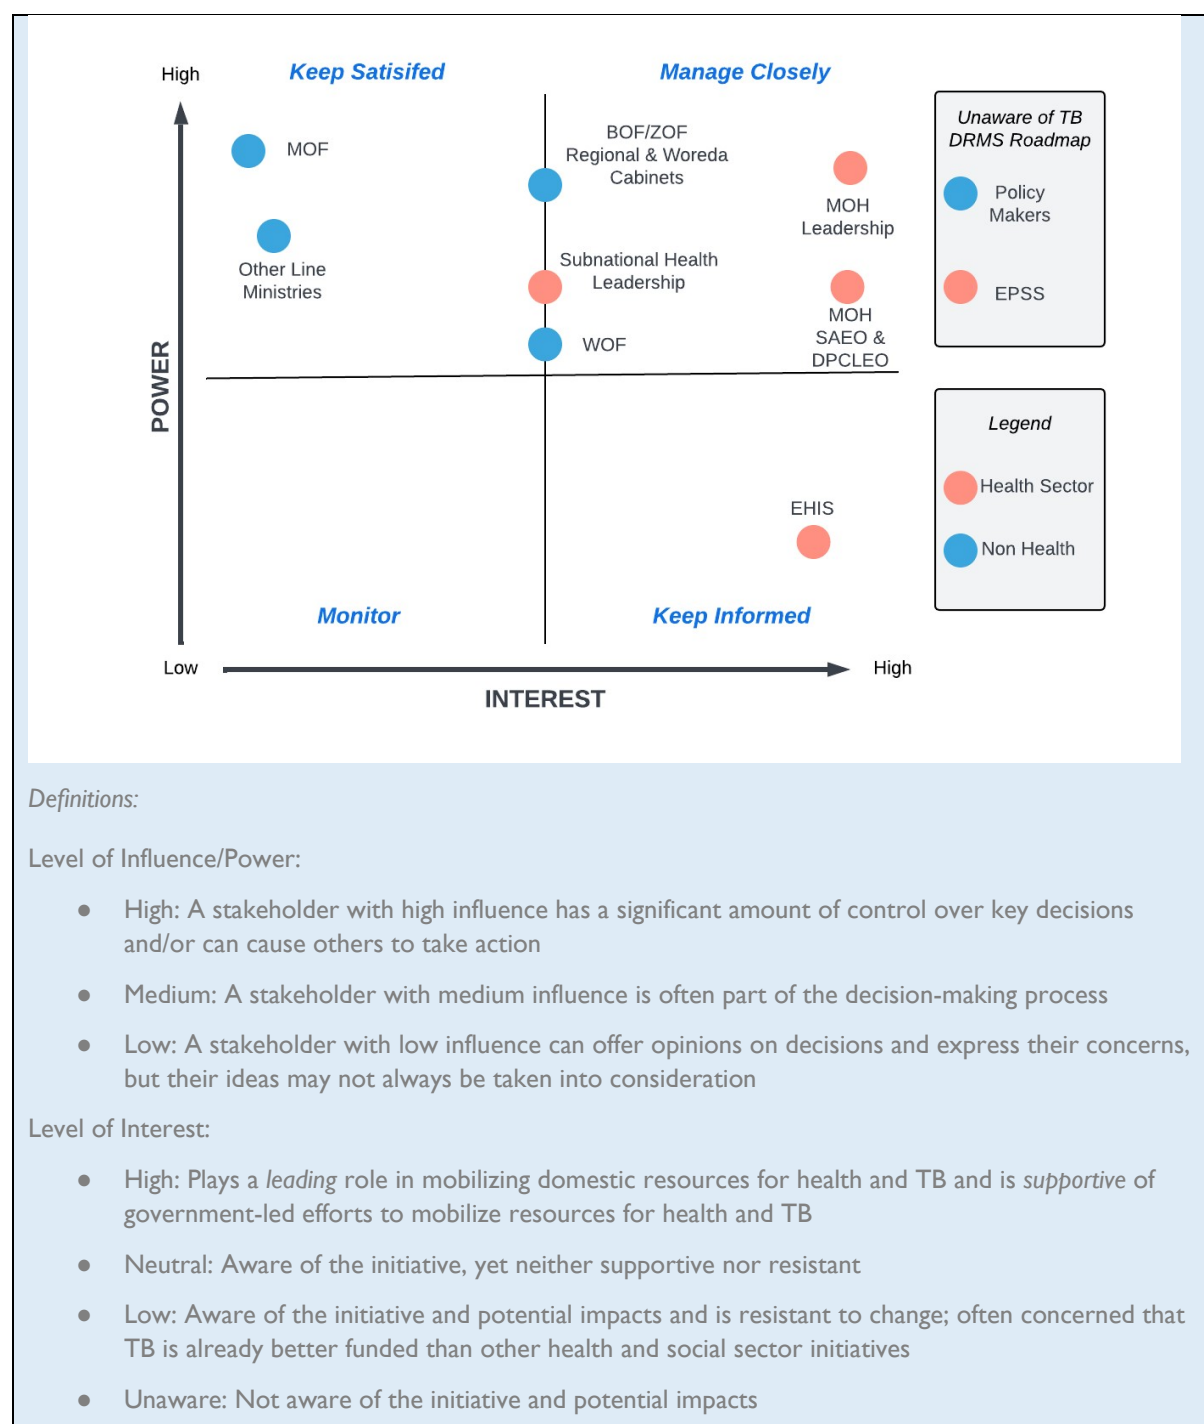 High
Keep Satisifed
Manage Closely
MOF
Other Line
Ministries
BOF/ZOF
Regional & Woreda
Cabinets
MOH
Leadership
Subnational Health
Leadership
WOF
MOH
SAEO &
DPCLEO
POWER
EHIS
Monitor
Keep Informed
Low
High
INTEREST
Unaware of TB
DRMS Roadmap
Policy
Makers
EPSS
Legend
Health Sector
Non Health
Definitions:
Level of Influence/Power:
● High: A stakeholder with high influence has a significant amount of control over key decisions
and/or can cause others to take action
● Medium: A stakeholder with medium influence is often part of the decision-making process
● Low: A stakeholder with low influence can offer opinions on decisions and express their concerns,
but their ideas may not always be taken into consideration
Level of Interest:
● High: Plays a leading role in mobilizing domestic resources for health and TB and is supportive of
government-led efforts to mobilize resources for health and TB
● Neutral: Aware of the initiative, yet neither supportive nor resistant
● Low: Aware of the initiative and potential impacts and is resistant to change; often concerned that
TB is already better funded than other health and social sector initiatives
● Unaware: Not aware of the initiative and potential impacts